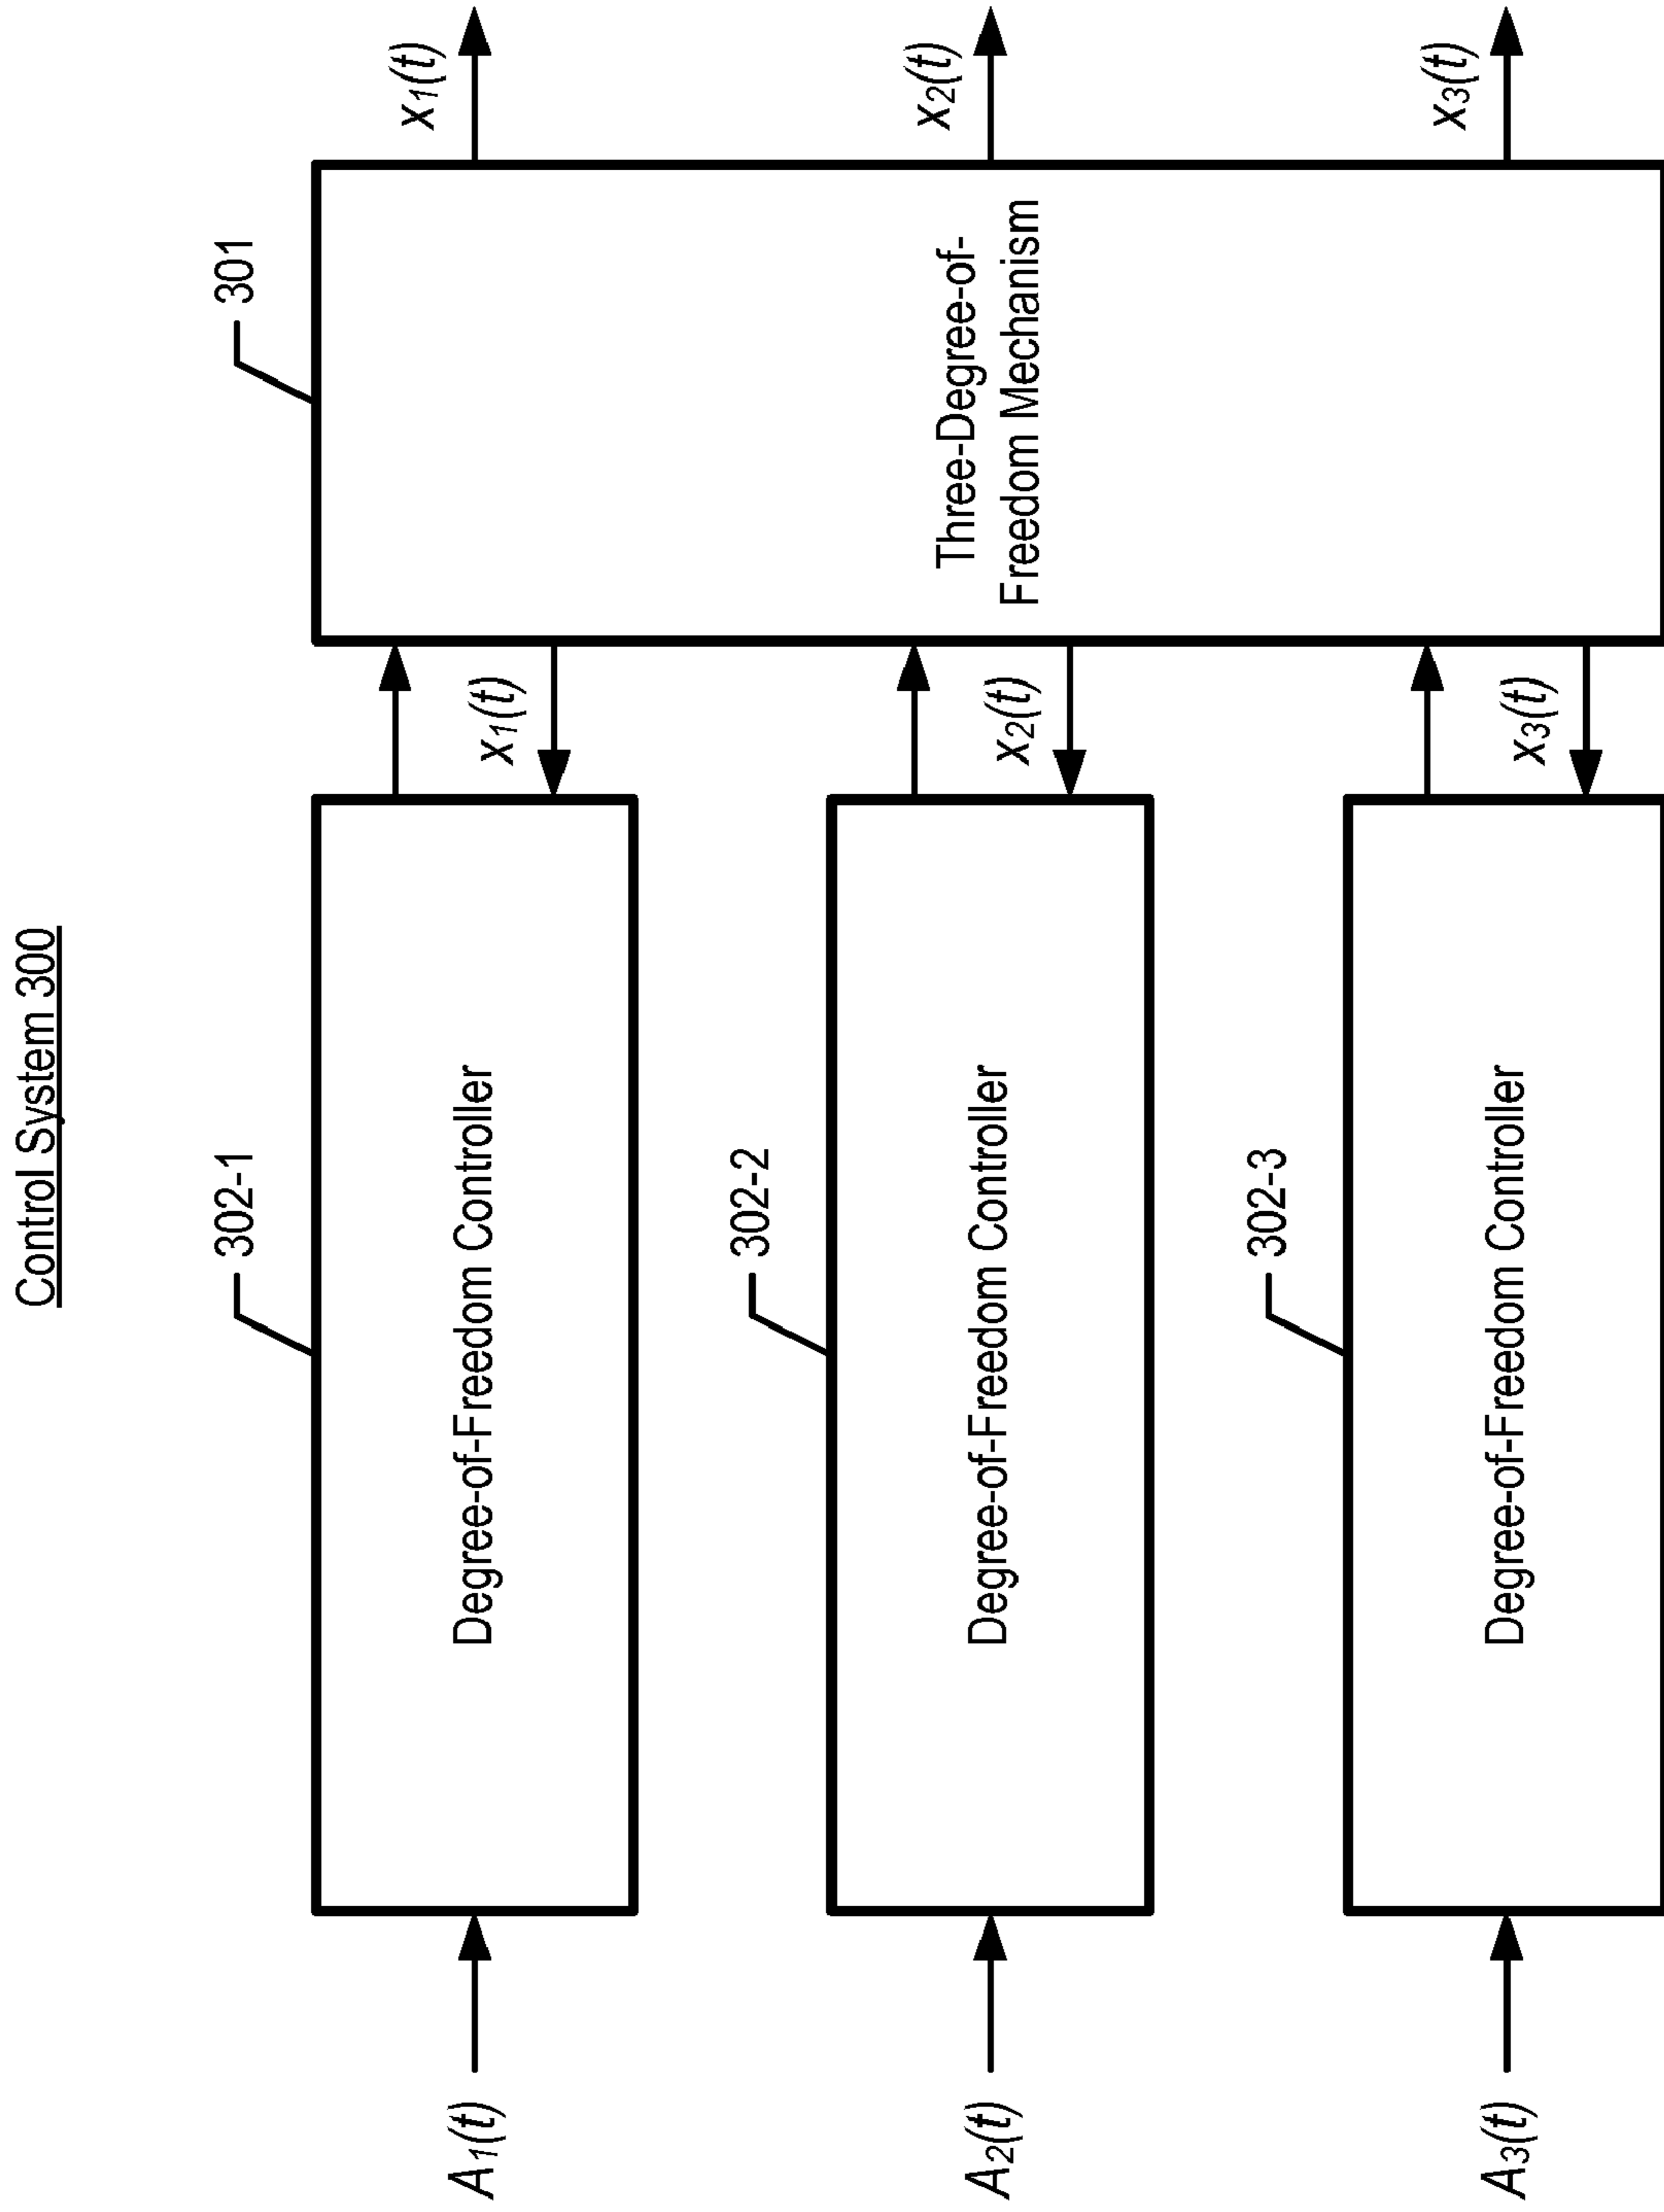 Control System 300
302-1
301
A1(t)
Degree-of-Freedom Controller
x1(t)
x1(t)
302-2
A2(t)
Degree-of-Freedom Controller
x2(t)
Three-Degree-of-
Freedom Mechanism
x2(t)
302-3
A3(t)
Degree-of-Freedom Controller
x3(t)
x3(t)